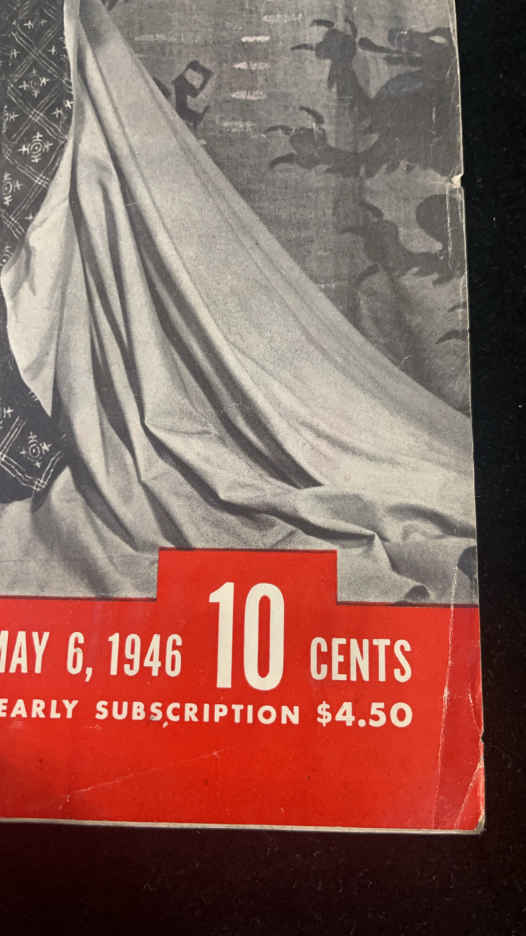 MAY 6, 1946 10 CENTS
EARLY SUBSCRIPTION $4.50